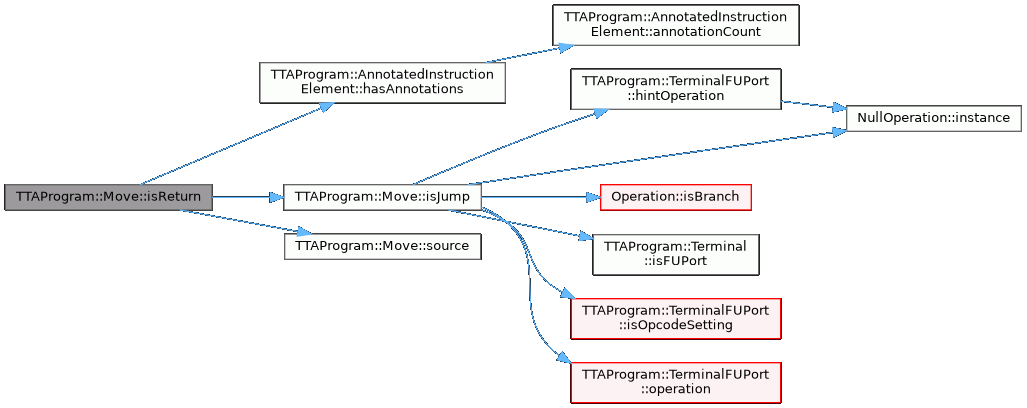 TTAProgram::AnnotatedInstruction
Element::annotationCount
TTAProgram::AnnotatedInstruction
Element::hasAnnotations
TTAProgram::TerminalFUPort
::hintOperation
NullOperation::instance
TTAProgram::Move::isReturn
TTAProgram::Move::isJump
Operation::isBranch
TTAProgram::Move::source
TTAProgram::Terminal
::isFUPort
TTAProgram::TerminalFUPort
::isOpcodeSetting
TTAProgram::TerminalFUPort
::operation